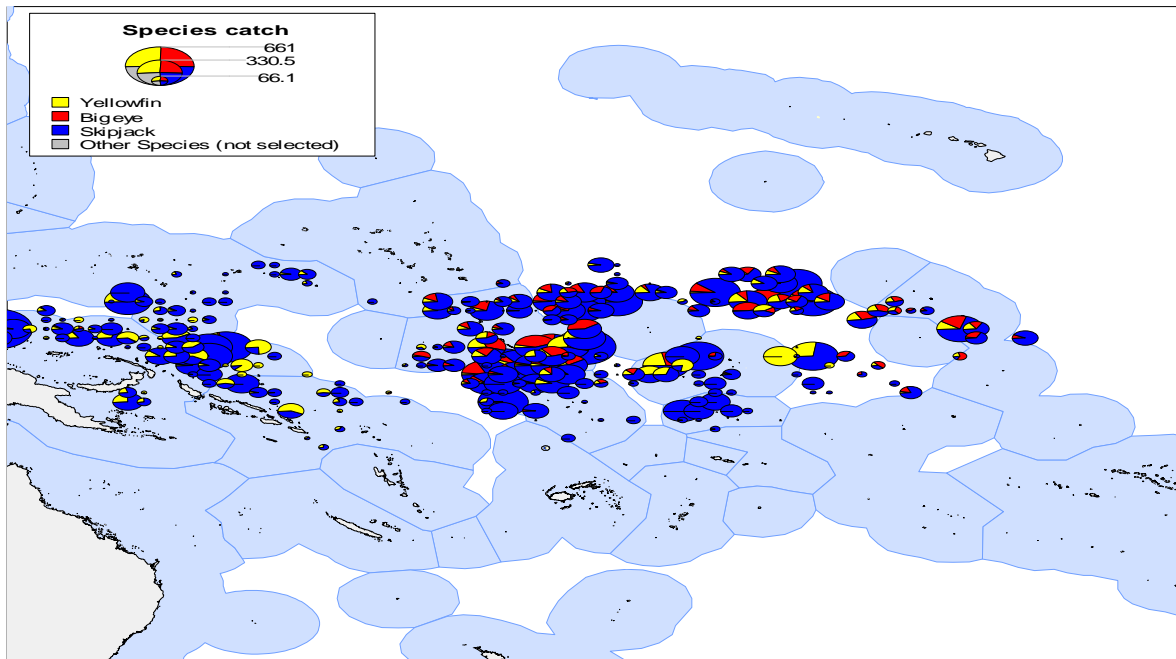 Species catch
661
330.5
66.1
Yellowfin
Bigeye
Skipjack
Other Species (not selected)